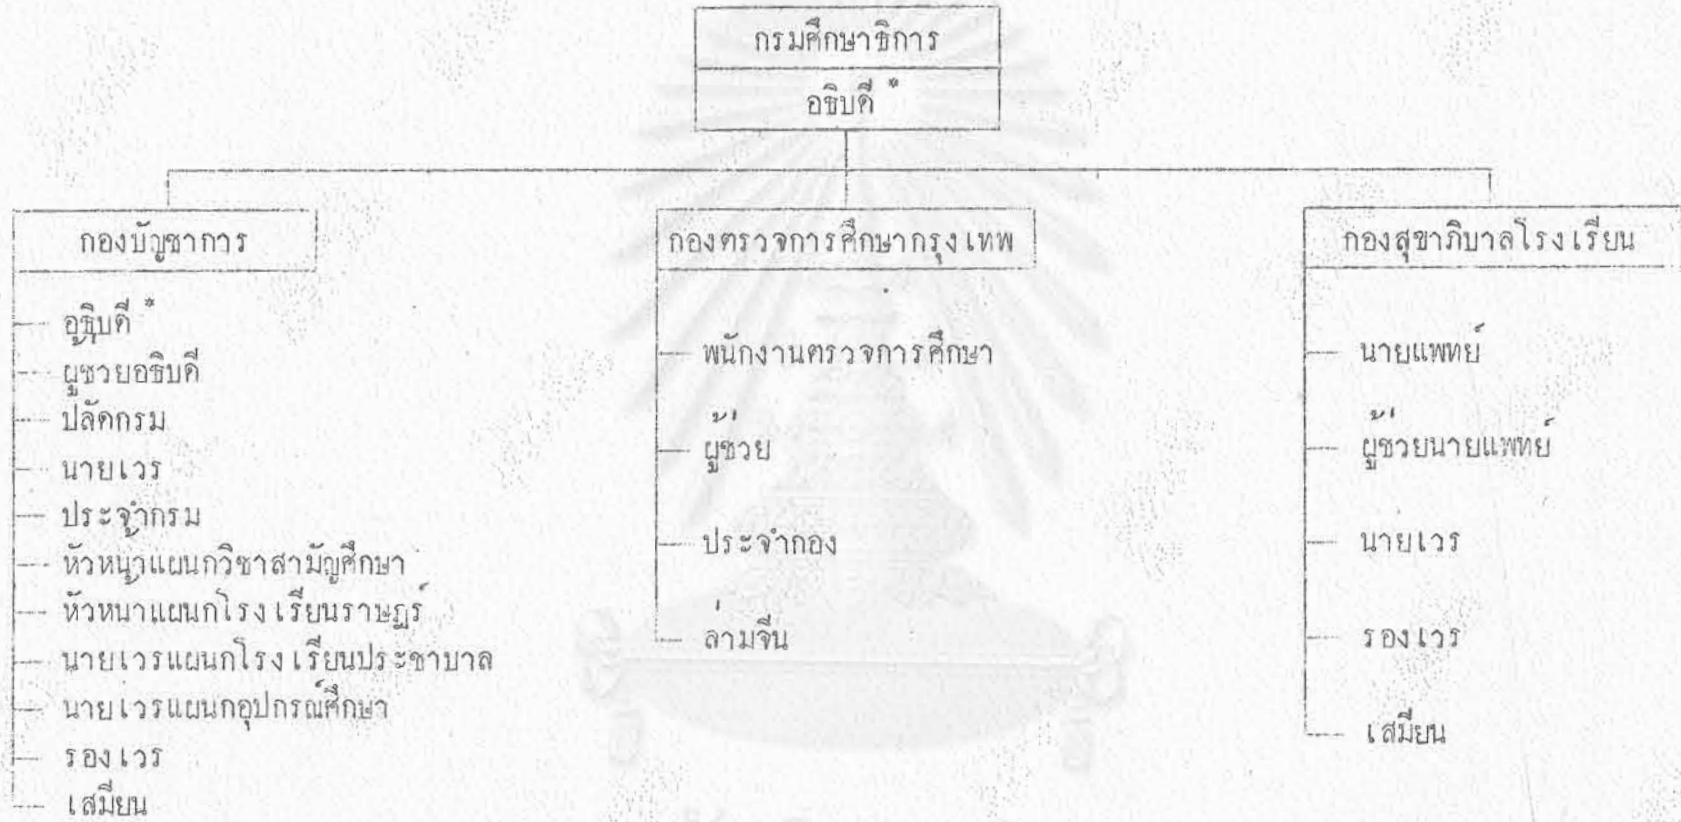 กรมศึกษาธิการ
อธิบดี *
กองบัญชาการ
อธิบดี *
ผู้ช่วยอธิบดี
ปลัดกรม
นายเวร
ประจำกรม
หัวหน้าแผนกวิชาสามัญศึกษา
หัวหน้าแผนกโรงเรียนราษฎร์
นายเวรแผนกโรงเรียนประชาบาล
นายเวรแผนกอุปกรณ์ศึกษา
รองเวร
เสมียน
กองตรวจการศึกษากรุงเทพ
พนักงานตรวจการศึกษา
ผู้ช่วย
ประจำกอง
ล่ามจีน
กองสุขาภิบาลโรงเรียน
นายแพทย์
ผู้ช่วยนายแพทย์
นายเวร
รองเวร
เสมียน